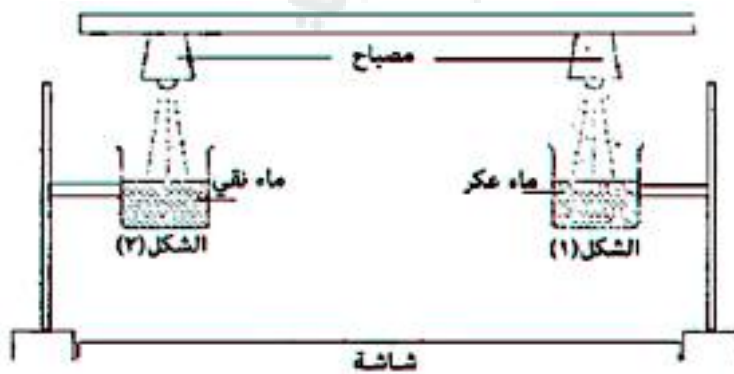 مصباح
ماء عكر
ماء نقي
الشكل(١)
الشكل(٢)
شاشة